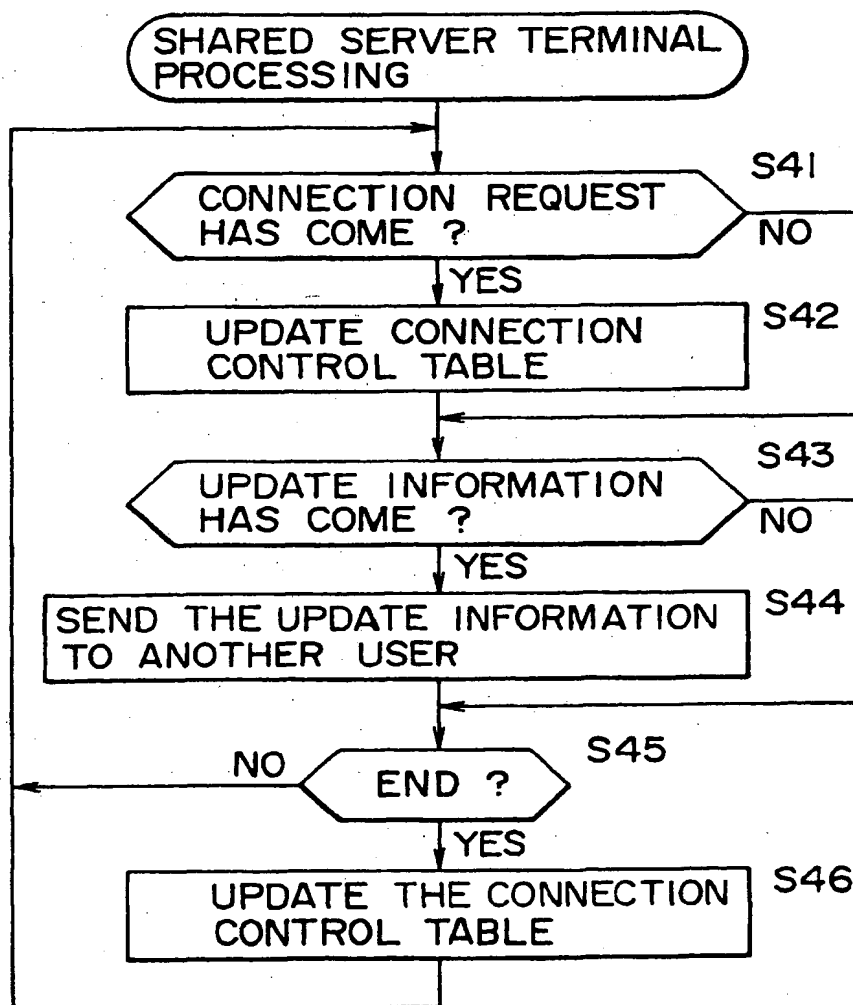 SHARED SERVER TERMINAL
PROCESSING
S41
CONNECTION REQUEST
HAS COME ?
NO
YES
S42
UPDATE CONNECTION
CONTROL TABLE
S43
UPDATE INFORMATION
HAS COME ?
NO
YES
S44
SEND THE UPDATE INFORMATION
TO ANOTHER USER
S45
NO
END ?
YES
S46
UPDATE THE CONNECTION
CONTROL TABLE